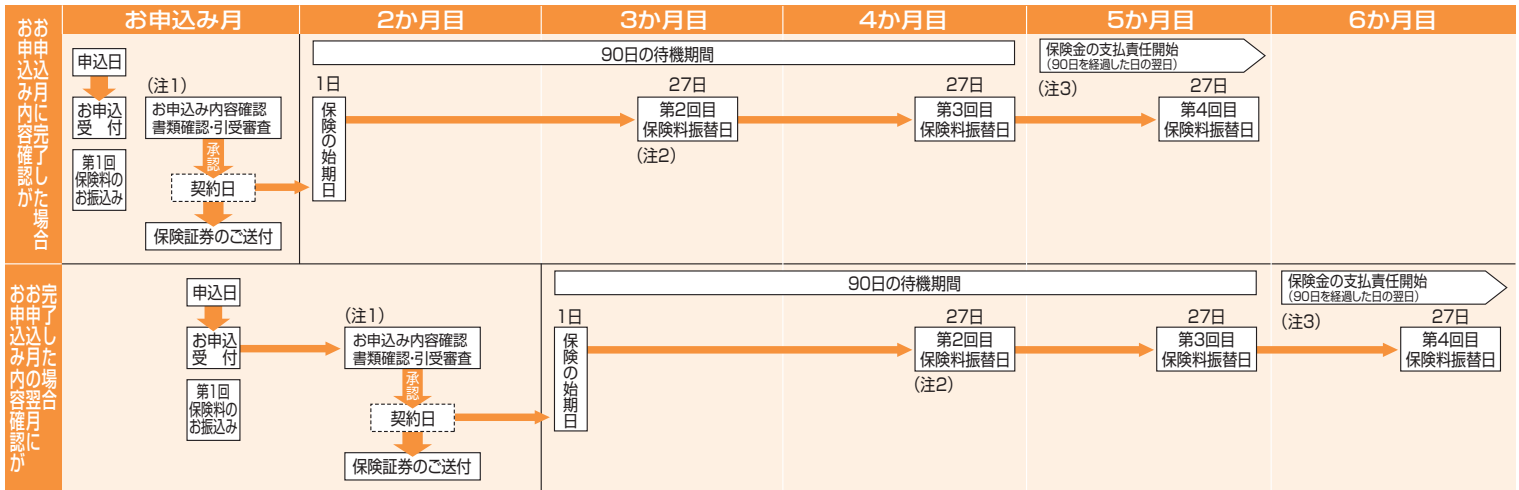 お申込み月
2か月目
3か月目
4か月目
5か月目
6か月目
お申込み内容確認が
お申込月に完了した場合
申込日
お申込
受　付
第1回
保険料の
お振込み
（注1）
お申込み内容確認
書類確認・引受審査
承認
契約日
保険証券のご送付
90日の待機期間
1日
保険の始期日
27日
第2回目
保険料振替日
（注2）
27日
第3回目
保険料振替日
保険金の支払責任開始
（90日を経過した日の翌日）
（注3）
27日
第4回目
保険料振替日
お申込み内容確認が
お申込月の翌月に
完了した場合
申込日
お申込
受　付
第1回
保険料の
お振込み
（注1）
お申込み内容確認
書類確認・引受審査
承認
契約日
保険証券のご送付
90日の待機期間
1日
保険の始期日
27日
第2回目
保険料振替日
（注2）
27日
第3回目
保険料振替日
保険金の支払責任開始
（90日を経過した日の翌日）
（注3）
27日
第4回目
保険料振替日